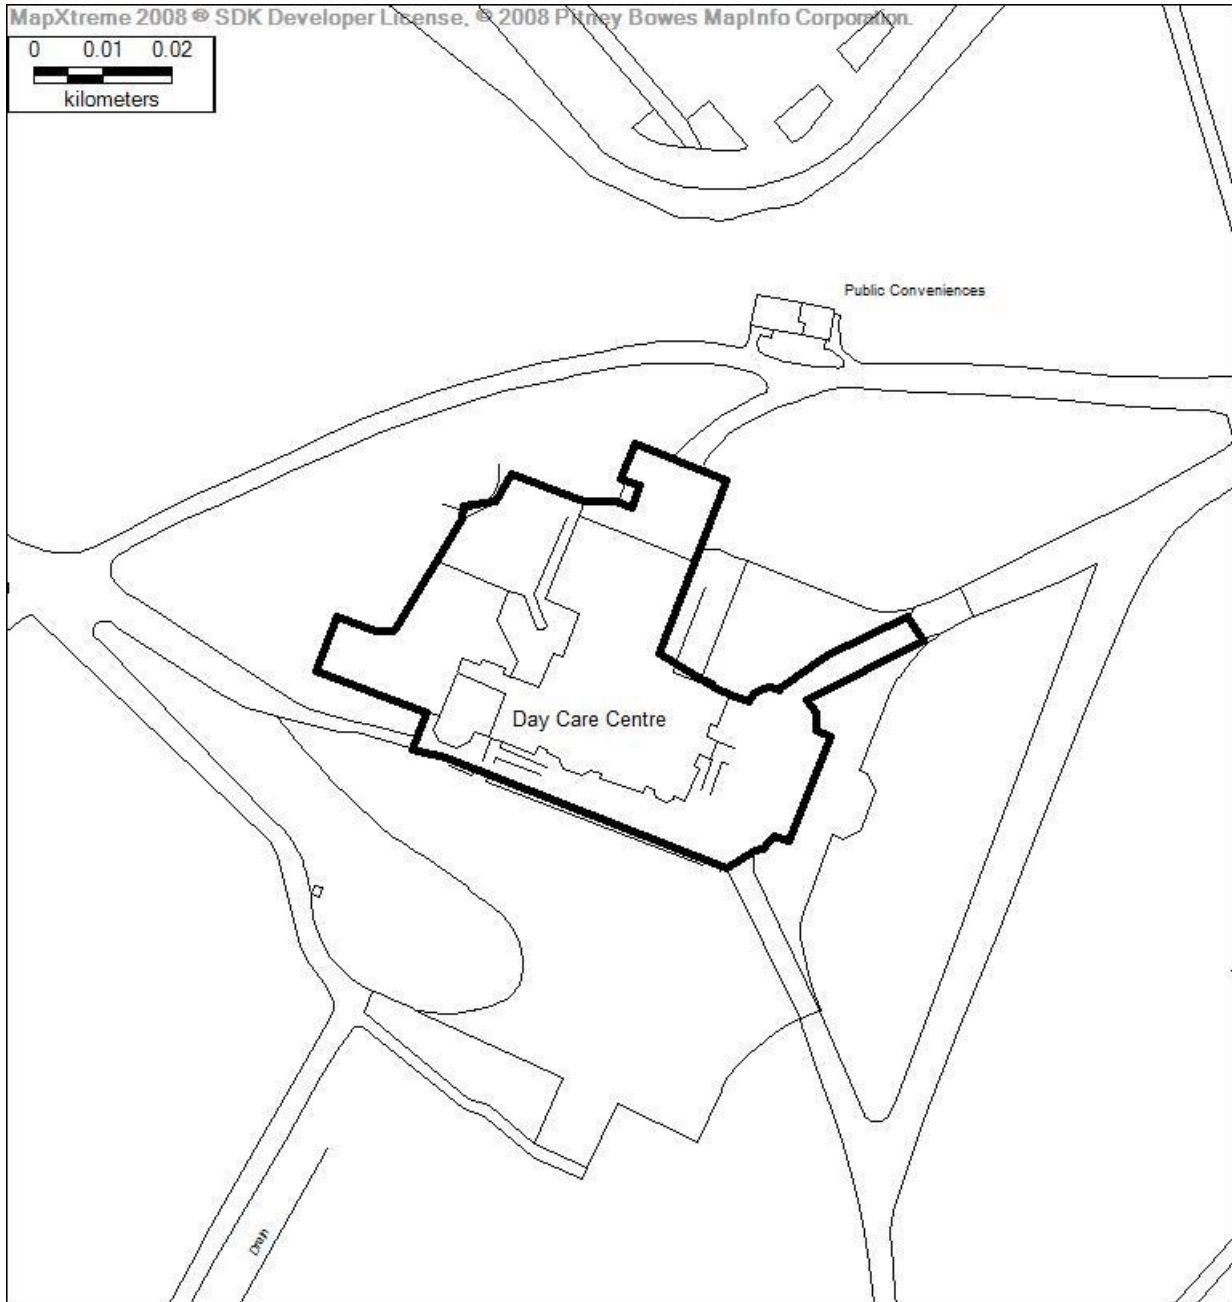 MapXtreme 2008 ® SDK Developer License, © 2008 Pitney Bowes MapInfo Corporation.
0 0.01 0.02
kilometers
Public Conveniences
Day Care Centre
Drain